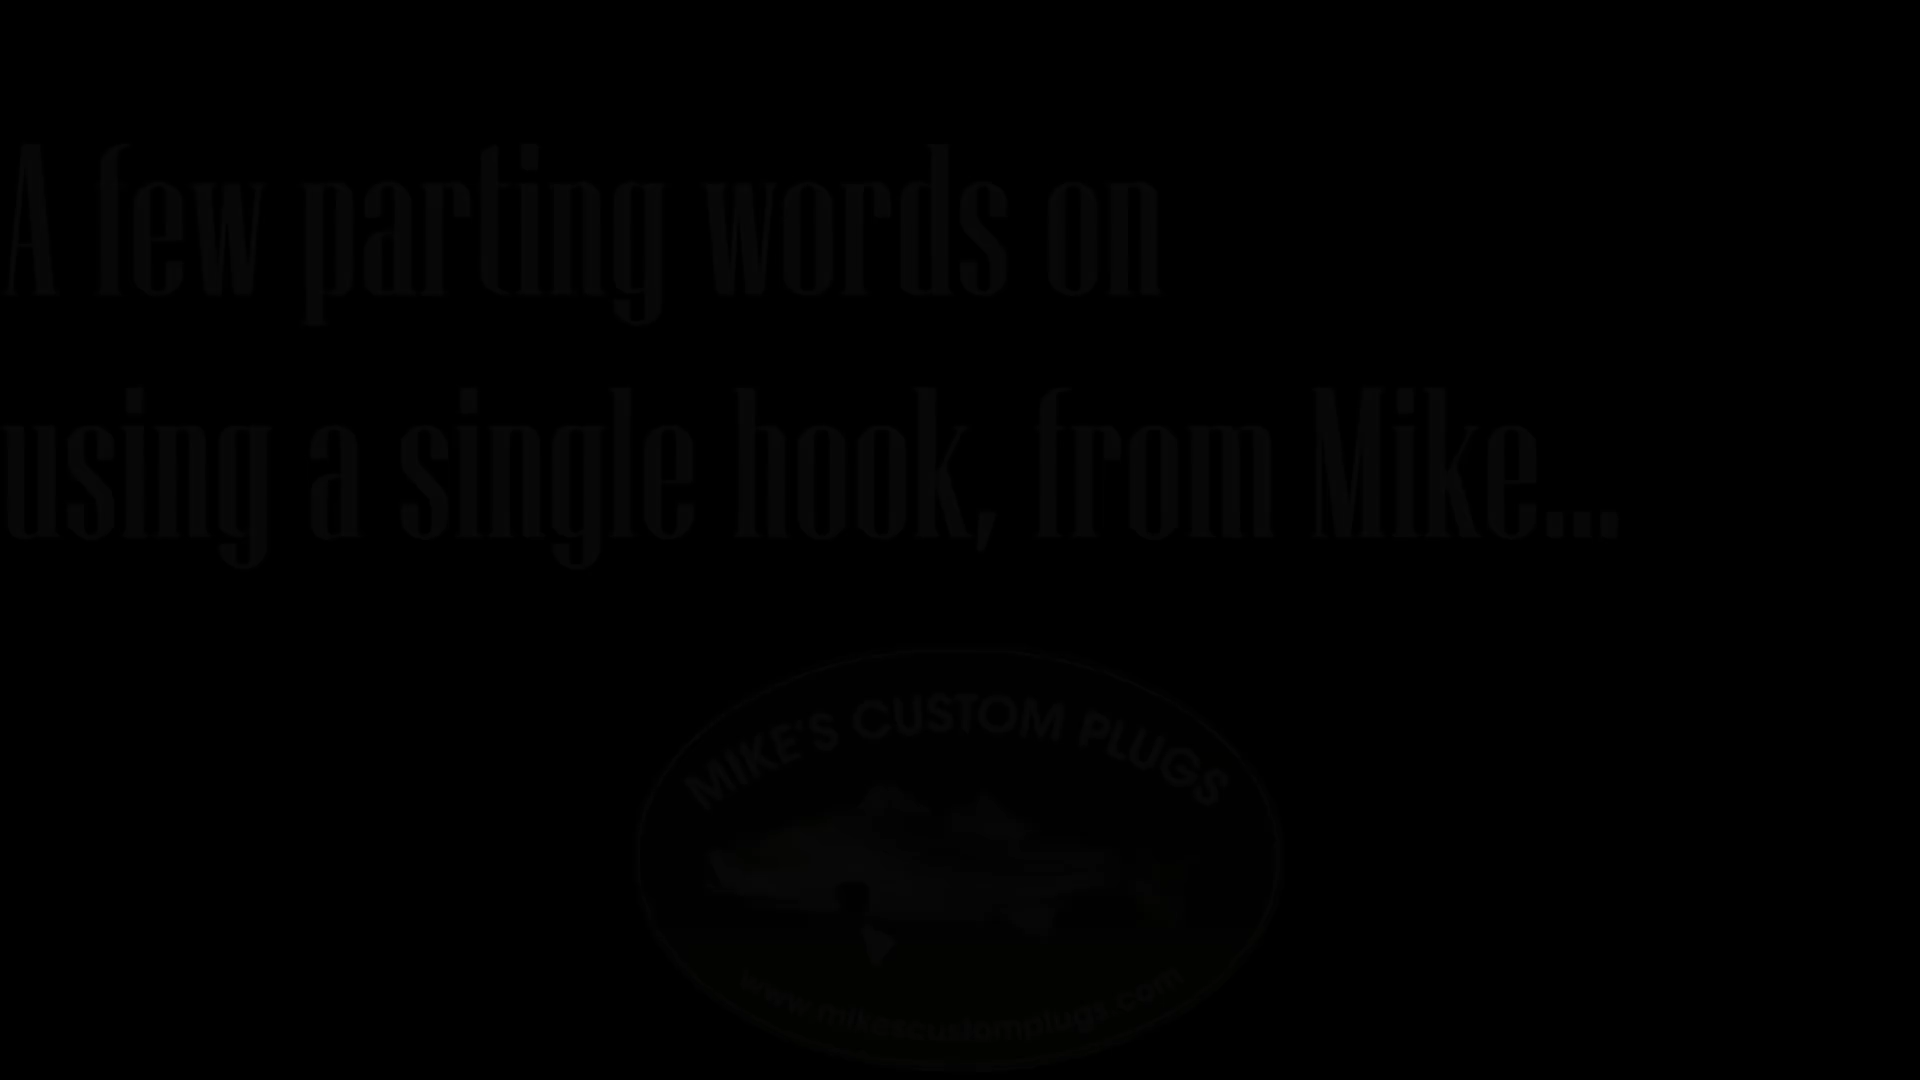 A few parting words on
using a single hook, from Mike...
MIKE'S CUSTOM PLUGS
www.mikescustomplugs.com